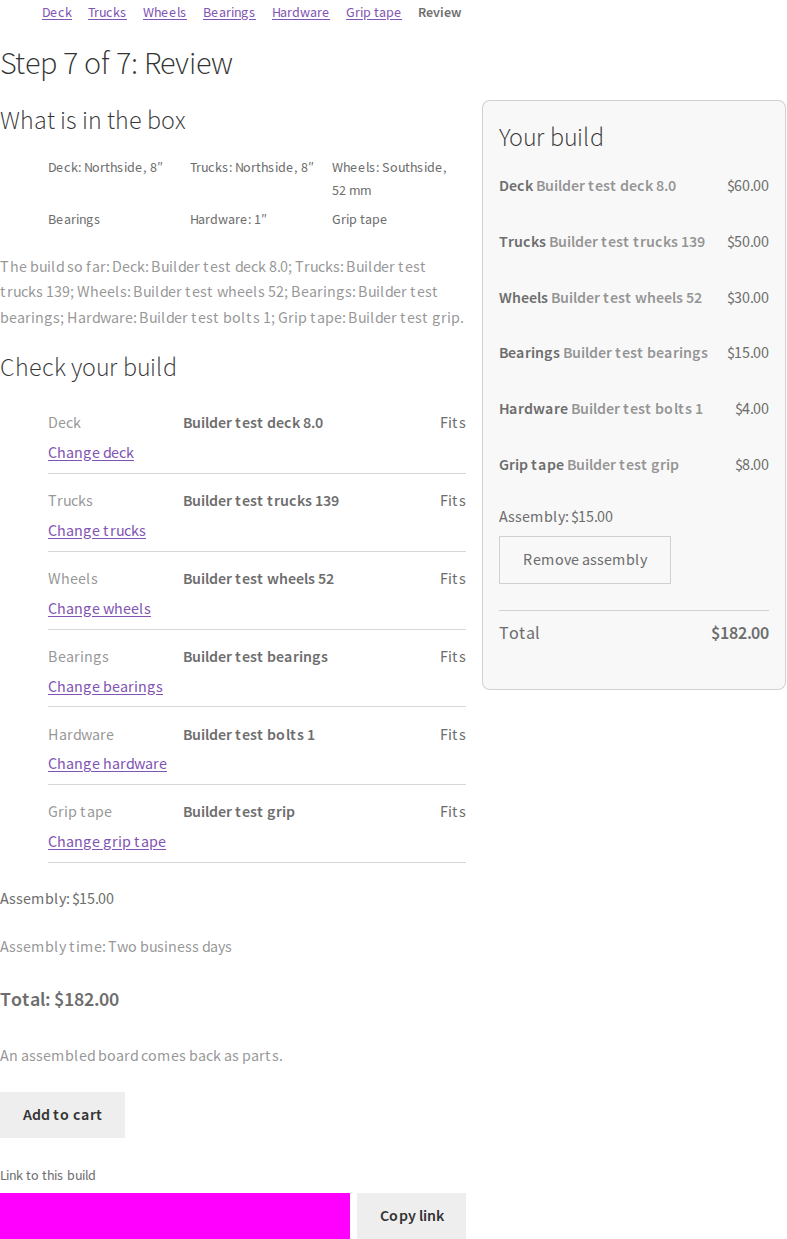 Deck Trucks Wheels Bearings Hardware Grip tape Review
Step 7 of 7: Review
What is in the box
Deck: Northside, 8″ Trucks: Northside, 8″ Wheels: Southside,
52 mm
Bearings Hardware: 1″ Grip tape
The build so far: Deck: Builder test deck 8.0; Trucks: Builder test
trucks 139; Wheels: Builder test wheels 52; Bearings: Builder test
bearings; Hardware: Builder test bolts 1; Grip tape: Builder test grip.
Check your build
Deck Builder test deck 8.0 Fits
Change deck
Trucks Builder test trucks 139 Fits
Change trucks
Wheels Builder test wheels 52 Fits
Change wheels
Bearings Builder test bearings Fits
Change bearings
Hardware Builder test bolts 1 Fits
Change hardware
Grip tape Builder test grip Fits
Change grip tape
Assembly: $15.00
Assembly time: Two business days
Total: $182.00
An assembled board comes back as parts.
Add to cart
Link to this build
Copy link
Your build
Deck Builder test deck 8.0 $60.00
Trucks Builder test trucks 139 $50.00
Wheels Builder test wheels 52 $30.00
Bearings Builder test bearings $15.00
Hardware Builder test bolts 1 $4.00
Grip tape Builder test grip $8.00
Assembly: $15.00
Remove assembly
Total $182.00